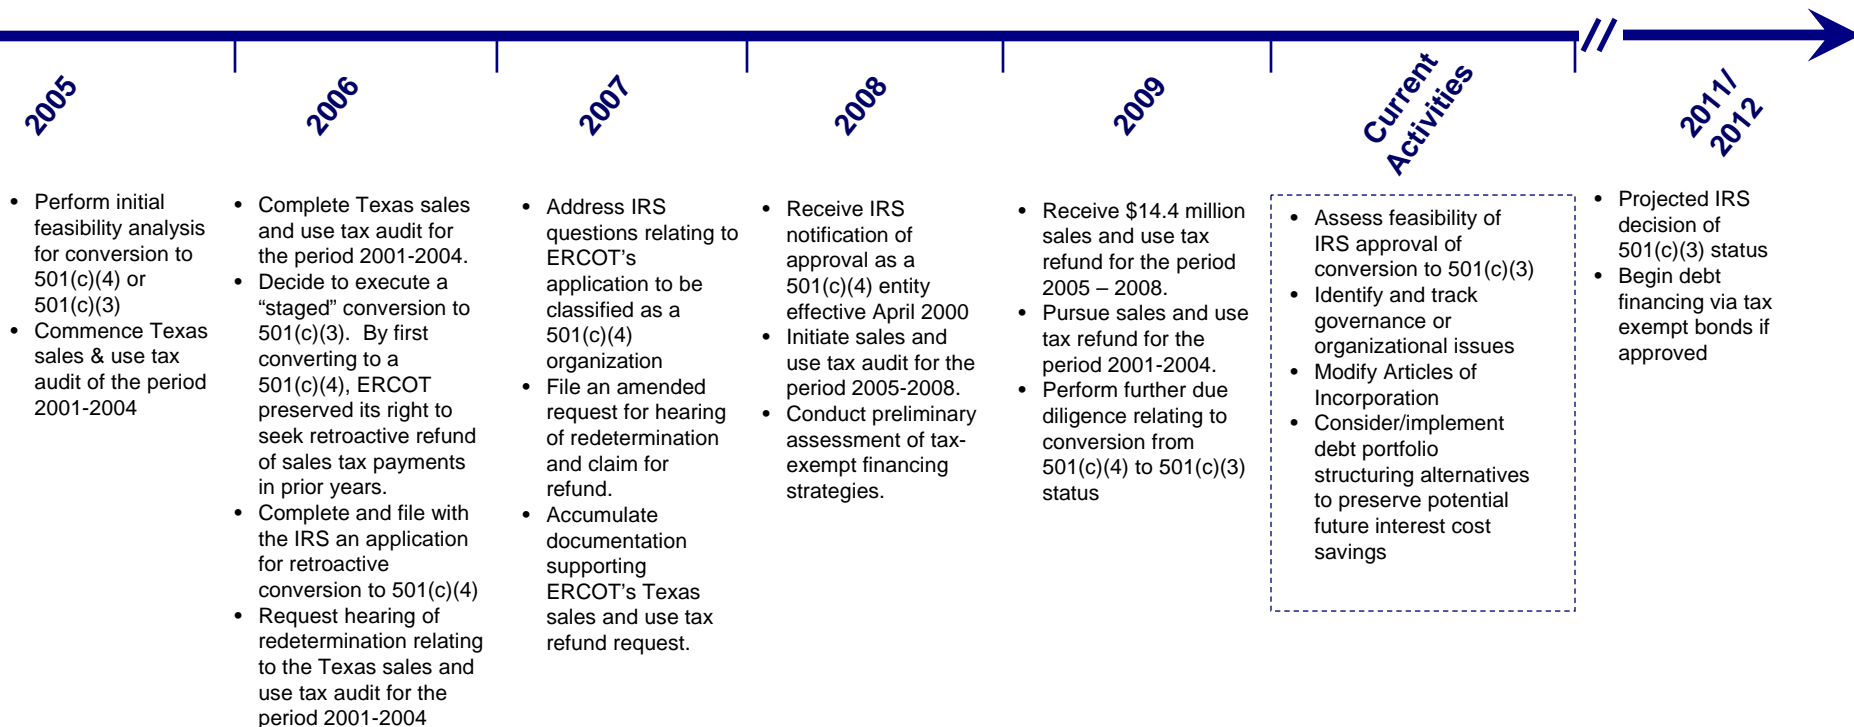 2005
• Perform initial
feasibility analysis
for conversion to
501(c)(4) or
501(c)(3)
• Commence Texas
sales & use tax
audit of the period
2001-2004
2006
• Complete Texas sales
and use tax audit for
the period 2001-2004.
• Decide to execute a
“staged” conversion to
501(c)(3).  By first
converting to a
501(c)(4), ERCOT
preserved its right to
seek retroactive refund
of sales tax payments
in prior years.
• Complete and file with
the IRS an application
for retroactive
conversion to 501(c)(4)
• Request hearing of
redetermination relating
to the Texas sales and
use tax audit for the
period 2001-2004
2007
• Address IRS
questions relating to
ERCOT’s
application to be
classified as a
501(c)(4)
organization
• File an amended
request for hearing
of redetermination
and claim for
refund.
• Accumulate
documentation
supporting
ERCOT’s Texas
sales and use tax
refund request.
2008
• Receive IRS
notification of
approval as a
501(c)(4) entity
effective April 2000
• Initiate sales and
use tax audit for the
period 2005-2008.
• Conduct preliminary
assessment of tax-
exempt financing
strategies.
2009
• Receive $14.4 million
sales and use tax
refund for the period
2005 – 2008.
• Pursue sales and use
tax refund for the
period 2001-2004.
• Perform further due
diligence relating to
conversion from
501(c)(4) to 501(c)(3)
status
Current
Activities
• Assess feasibility of
IRS approval of
conversion to 501(c)(3)
• Identify and track
governance or
organizational issues
• Modify Articles of
Incorporation
• Consider/implement
debt portfolio
structuring alternatives
to preserve potential
future interest cost
savings
2011/
2012
• Projected IRS
decision of
501(c)(3) status
• Begin debt
financing via tax
exempt bonds if
approved